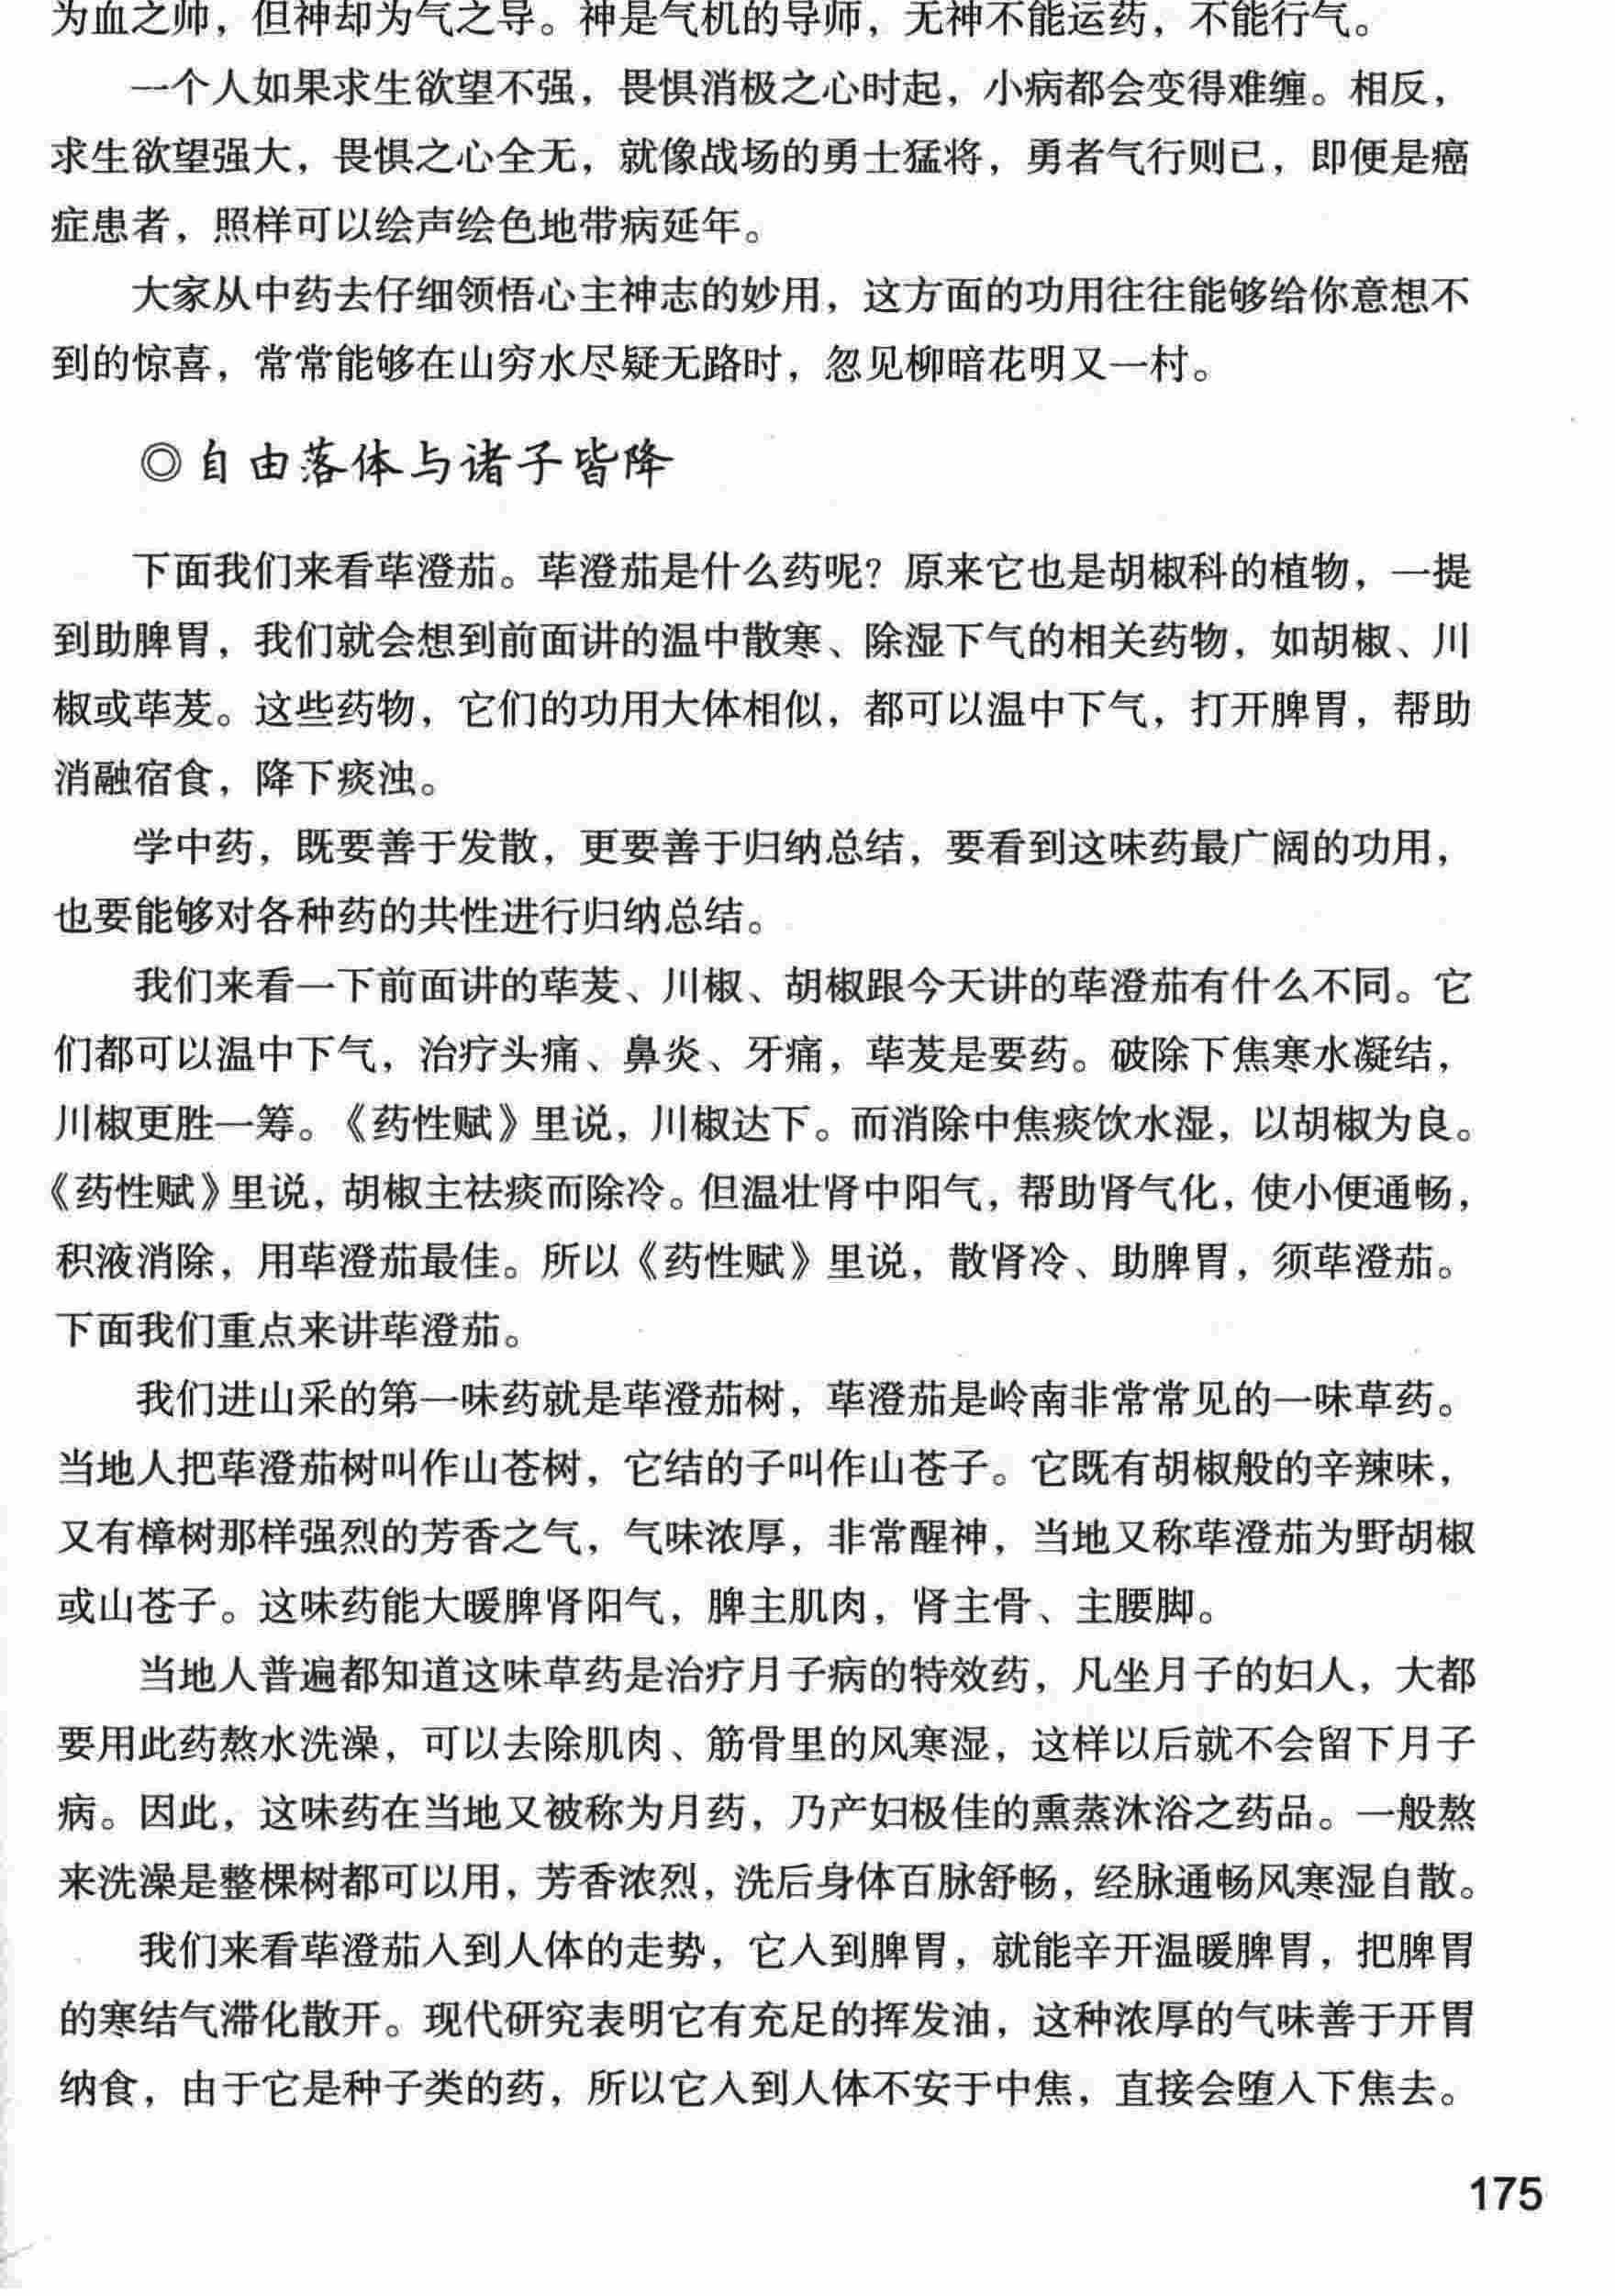 为血之帅，但神却为气之导。神是气机的导师，无神不能运药，不能行气。
一个人如果求生欲望不强，畏惧消极之心时起，小病都会变得难缠。相反，
求生欲望强大，畏惧之心全无，就像战场的勇士猛将，勇者气行则已，即便是癌
症患者，照样可以绘声绘色地带病延年。
大家从中药去仔细领悟心主神志的妙用，这方面的功用往往能够给你意想不
到的惊喜，常常能够在山穷水尽疑无路时，忽见柳暗花明又一村。
◎自由落体与诸子皆降
下面我们来看荜澄茄。荜澄茄是什么药呢？原来它也是胡椒科的植物，一提
到助脾胃，我们就会想到前面讲的温中散寒、除湿下气的相关药物，如胡椒、川
椒或荜茇。这些药物，它们的功用大体相似，都可以温中下气，打开脾胃，帮助
消融宿食，降下痰浊。
学中药，既要善于发散，更要善于归纳总结，要看到这味药最广阔的功用，
也要能够对各种药的共性进行归纳总结。
我们来看一下前面讲的荜茇、川椒、胡椒跟今天讲的荜澄茄有什么不同。它
们都可以温中下气，治疗头痛、鼻炎、牙痛，荜茇是要药。破除下焦寒水凝结，
川椒更胜一筹。《药性赋》里说，川椒达下。而消除中焦痰饮水湿，以胡椒为良。
《药性赋》里说，胡椒主祛痰而除冷。但温壮肾中阳气，帮助肾气化，使小便通畅，
积液消除，用荜澄茄最佳。所以《药性赋》里说，散肾冷、助脾胃，须荜澄茄。
下面我们重点来讲荜澄茄。
我们进山采的第一味药就是荜澄茄树，荜澄茄是岭南非常常见的一味草药。
当地人把荜澄茄树叫作山苍树，它结的子叫作山苍子。它既有胡椒般的辛辣味，
又有樟树那样强烈的芳香之气，气味浓厚，非常醒神，当地又称荜澄茄为野胡椒
或山苍子。这味药能大暖脾肾阳气，脾主肌肉，肾主骨、主腰脚。
当地人普遍都知道这味草药是治疗月子病的特效药，凡坐月子的妇人，大都
要用此药熬水洗澡，可以去除肌肉、筋骨里的风寒湿，这样以后就不会留下月子
病。因此，这味药在当地又被称为月药，乃产妇极佳的熏蒸沐浴之药品。一般熬
来洗澡是整棵树都可以用，芳香浓烈，洗后身体百脉舒畅，经脉通畅风寒湿自散。
我们来看荜澄茄入到人体的走势，它入到脾胃，就能辛开温暖脾胃，把脾胃
的寒结气滞化散开。现代研究表明它有充足的挥发油，这种浓厚的气味善于开胃
纳食，由于它是种子类的药，所以它入到人体不安于中焦，直接会堕入下焦去。
175